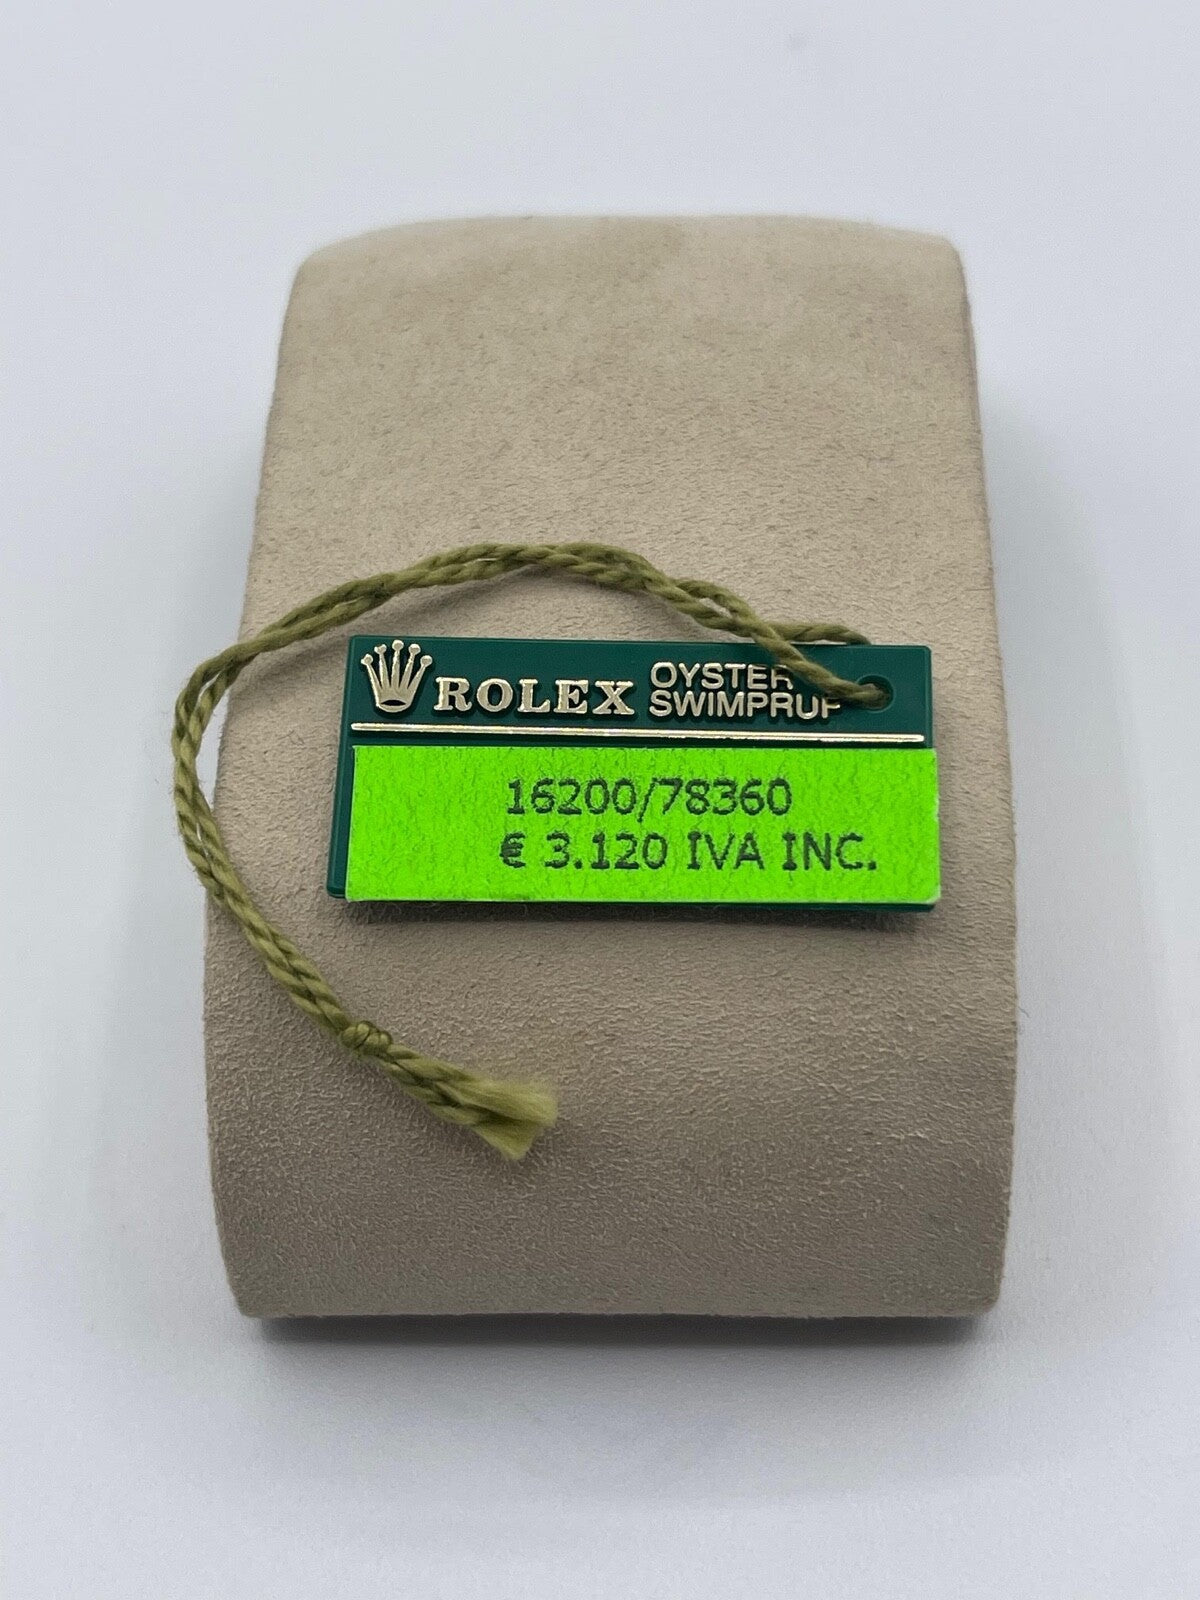 ROLEX OYSTER
SWIMPRUF
16200/78360
€ 3.120 IVA INC.